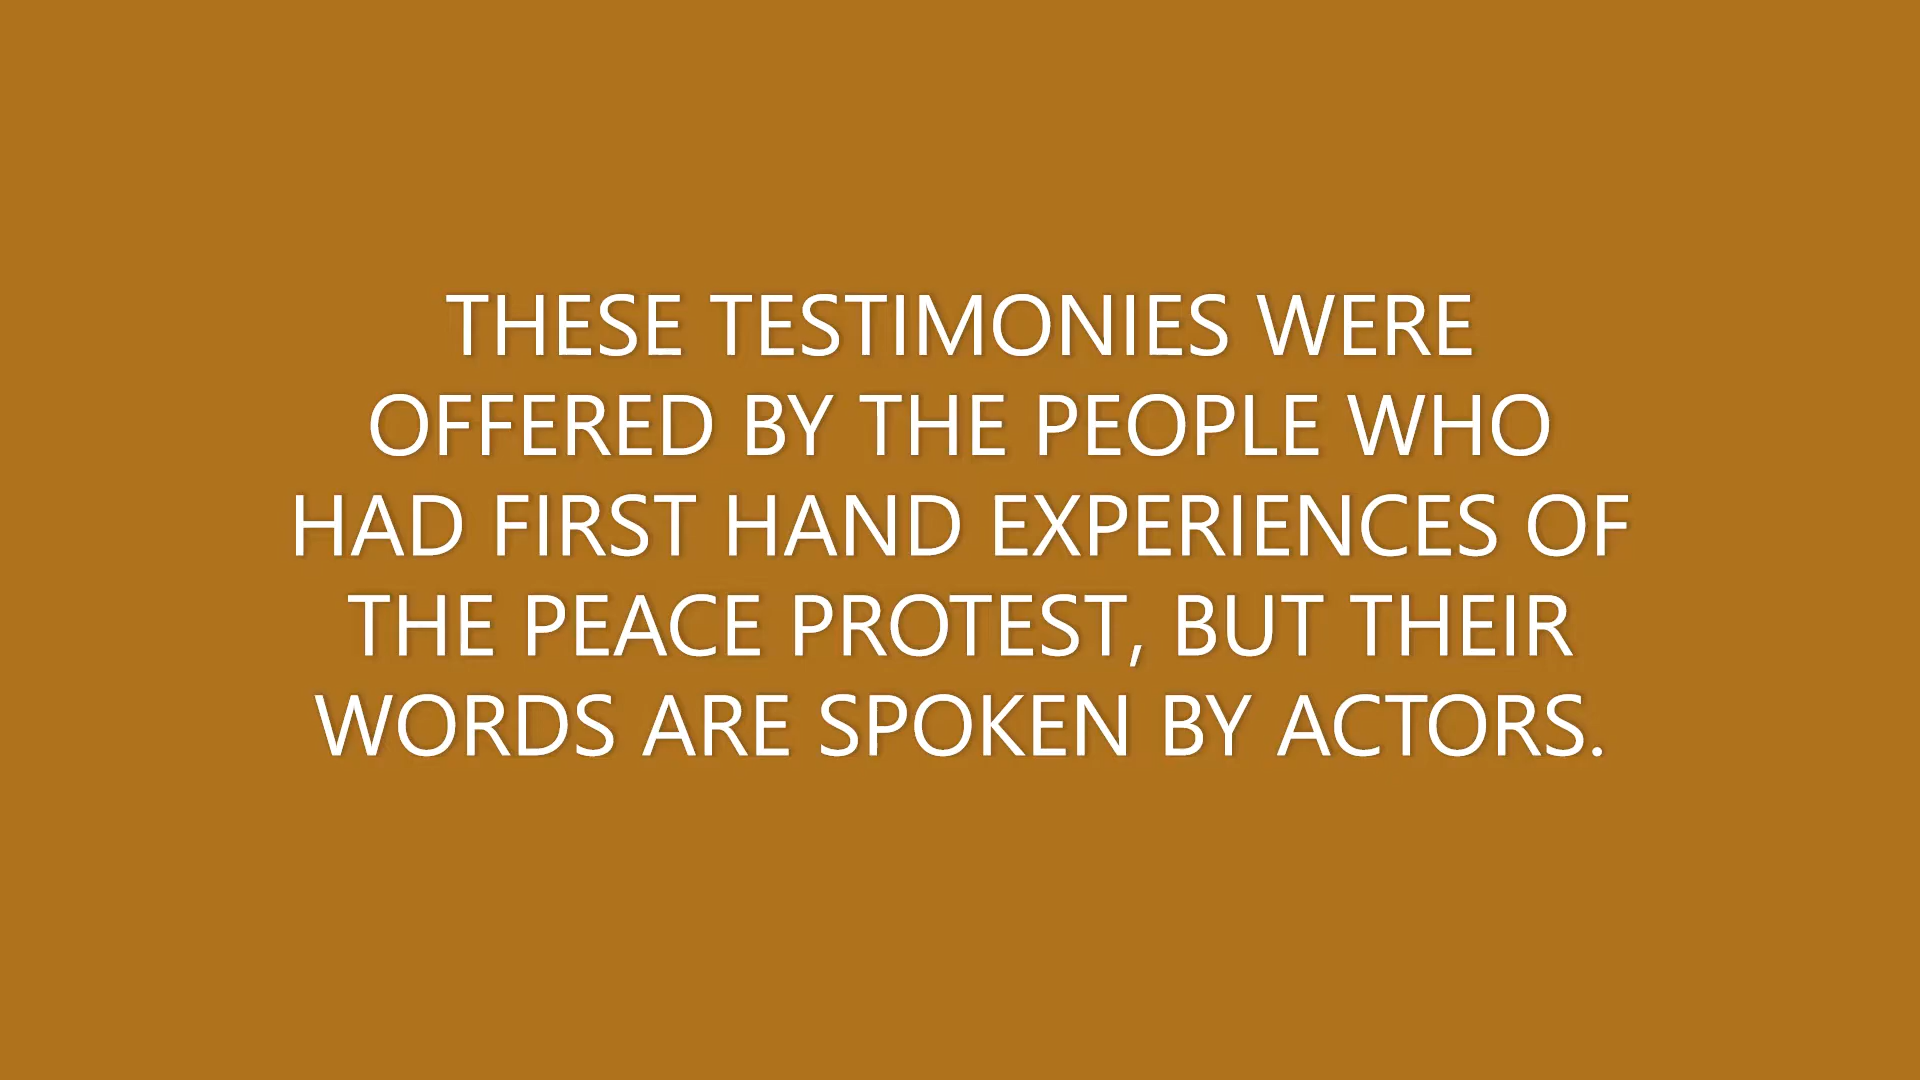 THESE TESTIMONIES WERE
OFFERED BY THE PEOPLE WHO
HAD FIRST HAND EXPERIENCES OF
THE PEACE PROTEST, BUT THEIR
WORDS ARE SPOKEN BY ACTORS.